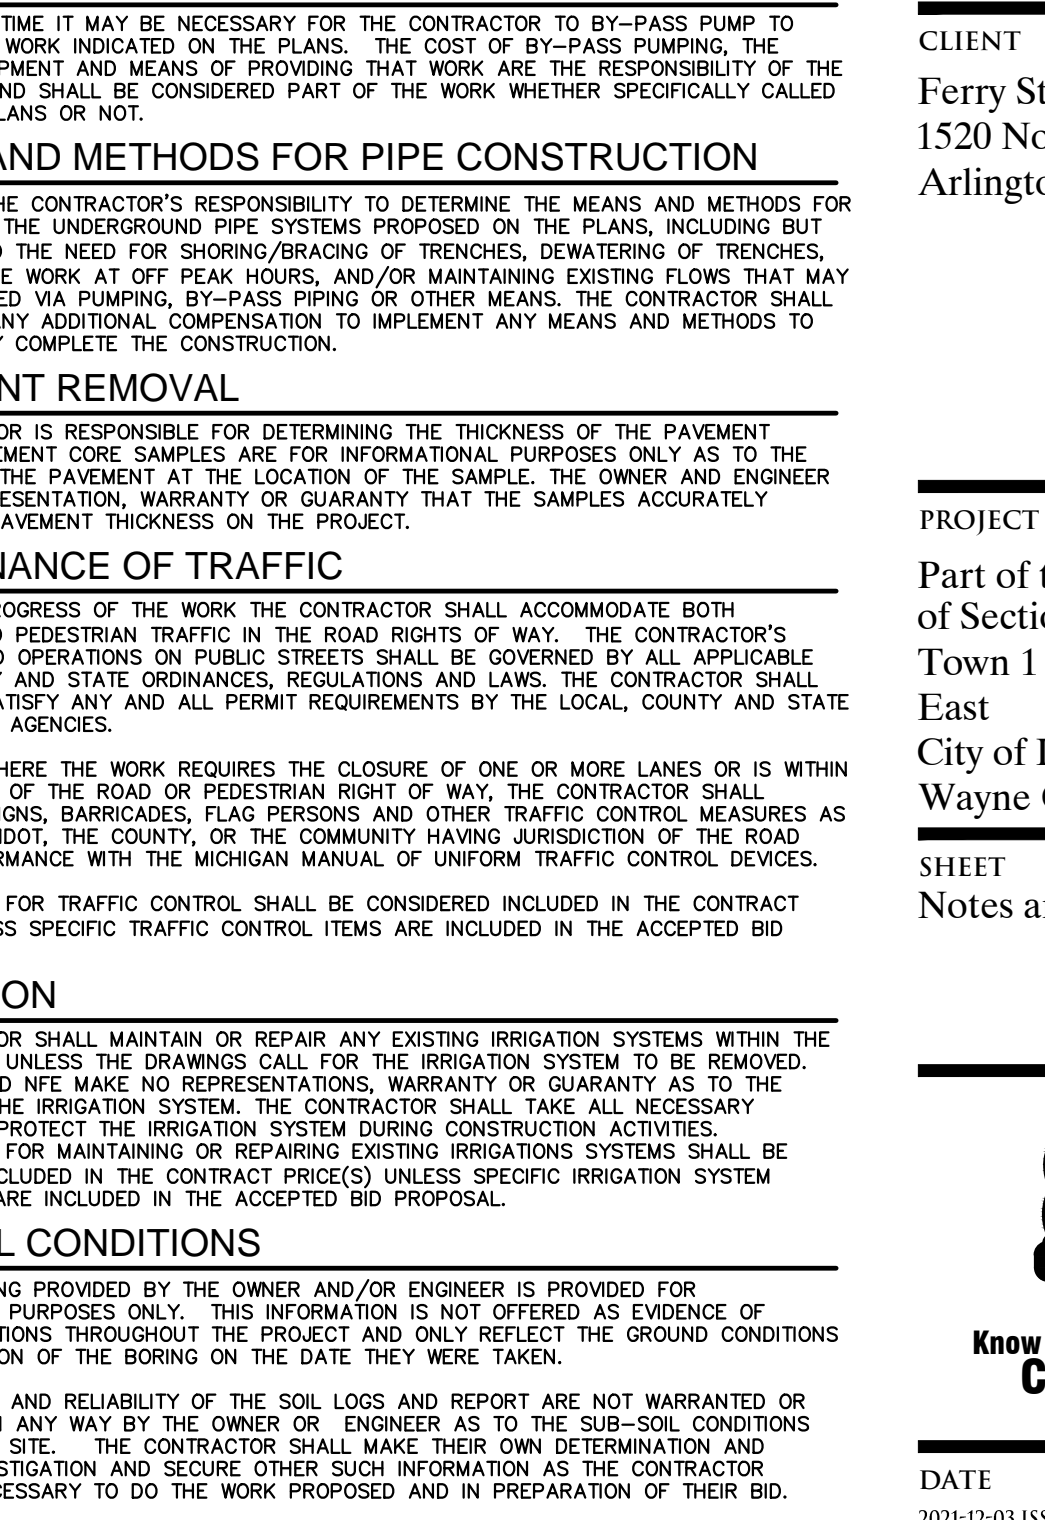 TIME IT MAY BE NECESSARY FOR THE CONTRACTOR TO BY-PASS PUMP TO
WORK INDICATED ON THE PLANS. THE COST OF BY-PASS PUMPING, THE
PMENT AND MEANS OF PROVIDING THAT WORK ARE THE RESPONSIBILITY OF THE
ND SHALL BE CONSIDERED PART OF THE WORK WHETHER SPECIFICALLY CALLED
LANS OR NOT.
AND METHODS FOR PIPE CONSTRUCTION
HE CONTRACTOR'S RESPONSIBILITY TO DETERMINE THE MEANS AND METHODS FOR
THE UNDERGROUND PIPE SYSTEMS PROPOSED ON THE PLANS, INCLUDING BUT
THE NEED FOR SHORING/BRACING OF TRENCHES, DEWATERING OF TRENCHES,
E WORK AT OFF PEAK HOURS, AND/OR MAINTAINING EXISTING FLOWS THAT MAY
ED VIA PUMPING, BY-PASS PIPING OR OTHER MEANS. THE CONTRACTOR SHALL
NY ADDITIONAL COMPENSATION TO IMPLEMENT ANY MEANS AND METHODS TO
Y COMPLETE THE CONSTRUCTION.
NT REMOVAL
OR IS RESPONSIBLE FOR DETERMINING THE THICKNESS OF THE PAVEMENT
EMENT CORE SAMPLES ARE FOR INFORMATIONAL PURPOSES ONLY AS TO THE
THE PAVEMENT AT THE LOCATION OF THE SAMPLE. THE OWNER AND ENGINEER
ESENTATION, WARRANTY OR GUARANTY THAT THE SAMPLES ACCURATELY
AVEMENT THICKNESS ON THE PROJECT.
NANCE OF TRAFFIC
OGRESS OF THE WORK THE CONTRACTOR SHALL ACCOMMODATE BOTH
PEDESTRIAN TRAFFIC IN THE ROAD RIGHTS OF WAY. THE CONTRACTOR'S
OPERATIONS ON PUBLIC STREETS SHALL BE GOVERNED BY ALL APPLICABLE
Y AND STATE ORDINANCES, REGULATIONS AND LAWS. THE CONTRACTOR SHALL
ATISFY ANY AND ALL PERMIT REQUIREMENTS BY THE LOCAL, COUNTY AND STATE
AGENCIES.
HERE THE WORK REQUIRES THE CLOSURE OF ONE OR MORE LANES OR IS WITHIN
OF THE ROAD OR PEDESTRIAN RIGHT OF WAY, THE CONTRACTOR SHALL
IGNS, BARRICADES, FLAG PERSONS AND OTHER TRAFFIC CONTROL MEASURES AS
MDOT, THE COUNTY, OR THE COMMUNITY HAVING JURISDICTION OF THE ROAD
RMANCE WITH THE MICHIGAN MANUAL OF UNIFORM TRAFFIC CONTROL DEVICES.
FOR TRAFFIC CONTROL SHALL BE CONSIDERED INCLUDED IN THE CONTRACT
SS SPECIFIC TRAFFIC CONTROL ITEMS ARE INCLUDED IN THE ACCEPTED BID
ON
OR SHALL MAINTAIN OR REPAIR ANY EXISTING IRRIGATION SYSTEMS WITHIN THE
UNLESS THE DRAWINGS CALL FOR THE IRRIGATION SYSTEM TO BE REMOVED.
D NFE MAKE NO REPRESENTATIONS, WARRANTY OR GUARANTY AS TO THE
HE IRRIGATION SYSTEM. THE CONTRACTOR SHALL TAKE ALL NECESSARY
PROTECT THE IRRIGATION SYSTEM DURING CONSTRUCTION ACTIVITIES.
FOR MAINTAINING OR REPAIRING EXISTING IRRIGATIONS SYSTEMS SHALL BE
CLUDED IN THE CONTRACT PRICE(S) UNLESS SPECIFIC IRRIGATION SYSTEM
ARE INCLUDED IN THE ACCEPTED BID PROPOSAL.
L CONDITIONS
NG PROVIDED BY THE OWNER AND/OR ENGINEER IS PROVIDED FOR
PURPOSES ONLY. THIS INFORMATION IS NOT OFFERED AS EVIDENCE OF
TIONS THROUGHOUT THE PROJECT AND ONLY REFLECT THE GROUND CONDITIONS
ON OF THE BORING ON THE DATE THEY WERE TAKEN.
AND RELIABILITY OF THE SOIL LOGS AND REPORT ARE NOT WARRANTED OR
ANY WAY BY THE OWNER OR ENGINEER AS TO THE SUB-SOIL CONDITIONS
SITE. THE CONTRACTOR SHALL MAKE THEIR OWN DETERMINATION AND
STIGATION AND SECURE OTHER SUCH INFORMATION AS THE CONTRACTOR
CESSARY TO DO THE WORK PROPOSED AND IN PREPARATION OF THEIR BID.
CLIENT
Ferry St
1520 No
Arlingto
PROJECT
Part of t
of Sectio
Town 1
East
City of
Wayne
SHEET
Notes a
Know
C
DATE
2021-12-03 ISS